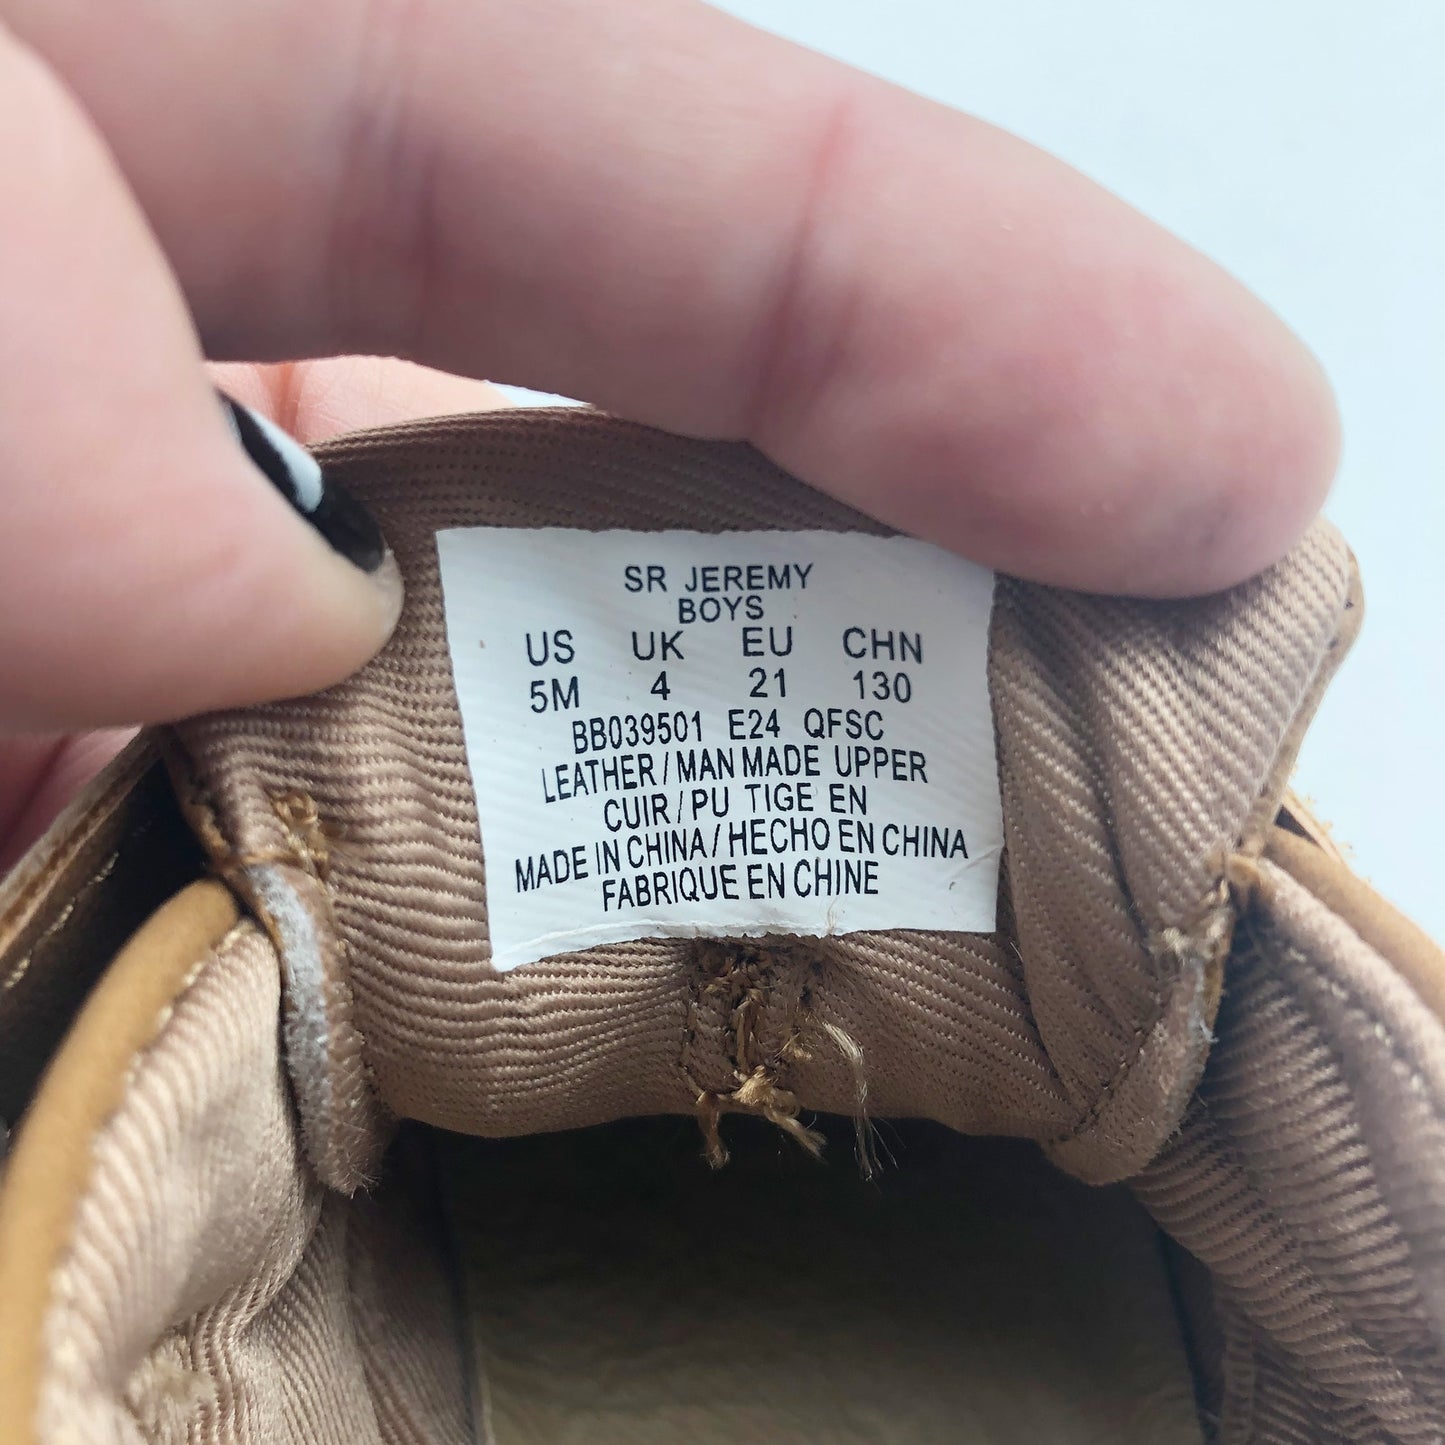 SR JEREMY
BOYS
US UK EU CHN
5M 4 21 130
BB039501 E24 QFSC
LEATHER/MAN MADE UPPER
CUIR/PU TIGE EN
MADE IN CHINA/HECHO EN CHINA
FABRIQUE EN CHINE